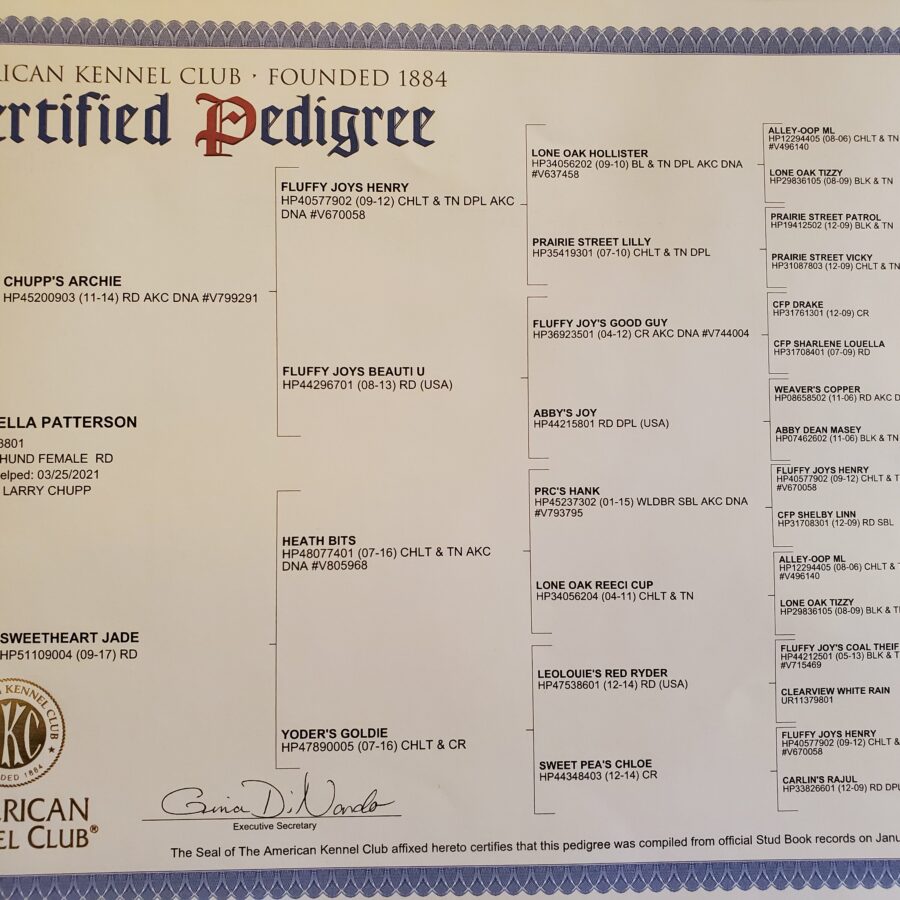 RICAN KENNEL CLUB · FOUNDED 1884
ertified Pedigree
CHUPP'S ARCHIE
HP45200903 (11-14) RD AKC DNA #V799291
ELLA PATTERSON
3801
HUND FEMALE RD
elped: 03/25/2021
LARRY CHUPP
SWEETHEART JADE
HP51109004 (09-17) RD
FLUFFY JOYS HENRY
HP40577902 (09-12) CHLT & TN DPL AKC
DNA #V670058
FLUFFY JOYS BEAUTI U
HP44296701 (08-13) RD (USA)
HEATH BITS
HP48077401 (07-16) CHLT & TN AKC
DNA #V805968
YODER'S GOLDIE
HP47890005 (07-16) CHLT & CR
LONE OAK HOLLISTER
HP34056202 (09-10) BL & TN DPL AKC DNA
#V637458
PRAIRIE STREET LILLY
HP35419301 (07-10) CHLT & TN DPL
FLUFFY JOY'S GOOD GUY
HP36923501 (04-12) CR AKC DNA #V744004
ABBY'S JOY
HP44215801 RD DPL (USA)
PRC'S HANK
HP45237302 (01-15) WLDBR SBL AKC DNA
#V793795
LONE OAK REECI CUP
HP34056204 (04-11) CHLT & TN
LEOLOUIE'S RED RYDER
HP47538601 (12-14) RD (USA)
SWEET PEA'S CHLOE
HP44348403 (12-14) CR
ALLEY-OOP ML
HP12294405 (08-06) CHLT & TN
#V496140
LONE OAK TIZZY
HP29836105 (08-09) BLK & TN
PRAIRIE STREET PATROL
HP19412502 (12-09) BLK & TN
PRAIRIE STREET VICKY
HP31087803 (12-09) CHLT & TN
CFP DRAKE
HP31761301 (12-09) CR
CFP SHARLENE LOUELLA
HP31708401 (07-09) RD
WEAVER'S COPPER
HP08658502 (11-06) RD AKC D
ABBY DEAN MASEY
HP07462602 (11-06) BLK & TN
FLUFFY JOYS HENRY
HP40577902 (09-12) CHLT & T
#V670058
CFP SHELBY LINN
HP31708301 (12-09) RD SBL
ALLEY-OOP ML
HP12294405 (08-06) CHLT & T
#V496140
LONE OAK TIZZY
HP29836105 (08-09) BLK & T
FLUFFY JOY'S COAL THEIF
HP44212501 (05-13) BLK & T
#V715469
CLEARVIEW WHITE RAIN
UR11379801
FLUFFY JOYS HENRY
HP40577902 (09-12) CHLT &
#V670058
CARLIN'S RAJUL
HP33826601 (12-09) RD DPL
KENNEL CLUB
KC
DED 1884
RICAN
EL CLUB®
Gina DiNardo
Executive Secretary
The Seal of The American Kennel Club affixed hereto certifies that this pedigree was compiled from official Stud Book records on Janu